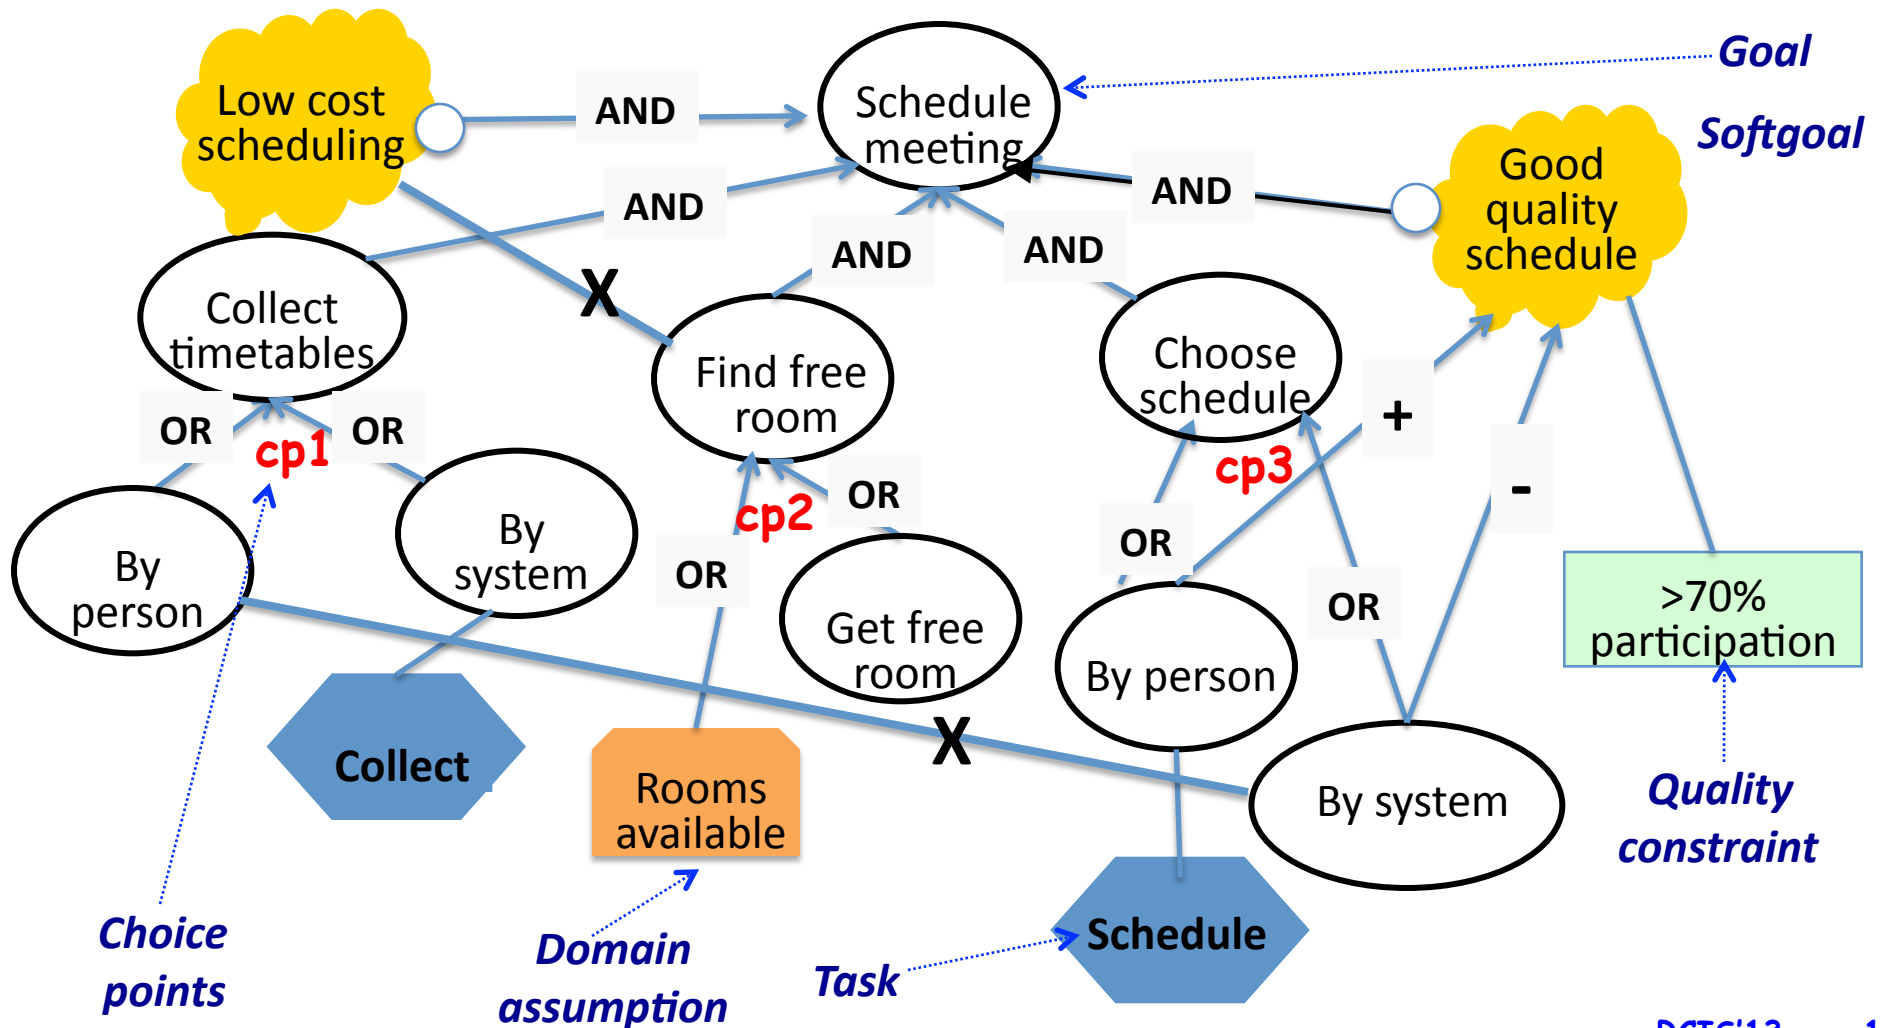 Goal
Low cost
scheduling
AND
Schedule
meeting
Softgoal
Good
quality
schedule
AND
AND
AND
AND
Collect
timetables
X
Find free
room
Choose
schedule
+
OR
cp1
OR
cp3
-
By
person
By
system
cp2
OR
OR
OR
OR
>70%
participation
Get free
room
By person
X
Collect
Rooms
available
By system
Quality
constraint
Schedule
Choice
points
Domain
assumption
Task